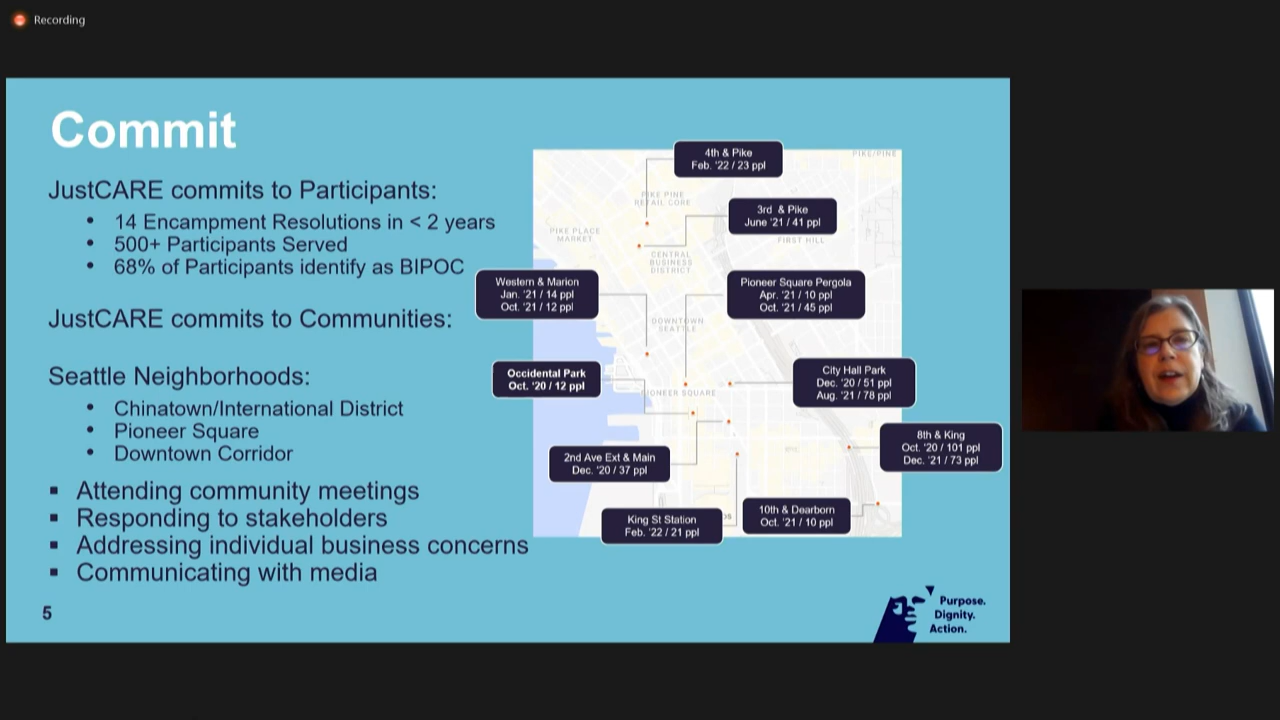 Recording
Commit
JustCARE commits to Participants:
• 14 Encampment Resolutions in < 2 years
• 500+ Participants Served
• 68% of Participants identify as BIPOC
JustCARE commits to Communities:
Seattle Neighborhoods:
• Chinatown/International District
• Pioneer Square
• Downtown Corridor
▪ Attending community meetings
▪ Responding to stakeholders
▪ Addressing individual business concerns
▪ Communicating with media
5
4th & Pike
Feb. '22 / 23 ppl
PIKE/PINE
3rd & Pike
June '21 / 41 ppl
PIKE PINE
RETAIL CORE
PIKE PLACE
MARKET
FIRST HILL
CENTRAL
BUSINESS
DISTRICT
Western & Marion
Jan. '21 / 14 ppl
Oct. '21 / 12 ppl
Pioneer Square Pergola
Apr. '21 / 10 ppl
Oct. '21 / 45 ppl
DOWNTOWN
SEATTLE
Occidental Park
Oct. '20 / 12 ppl
City Hall Park
Dec. '20 / 51 ppl
Aug. '21 / 78 ppl
PIONEER SQUARE
8th & King
Oct. '20 / 101 ppl
Dec. '21 / 73 ppl
2nd Ave Ext & Main
Dec. '20 / 37 ppl
10th & Dearborn
Oct. '21 / 10 ppl
King St Station
Feb. '22 / 21 ppl
Purpose.
Dignity.
Action.